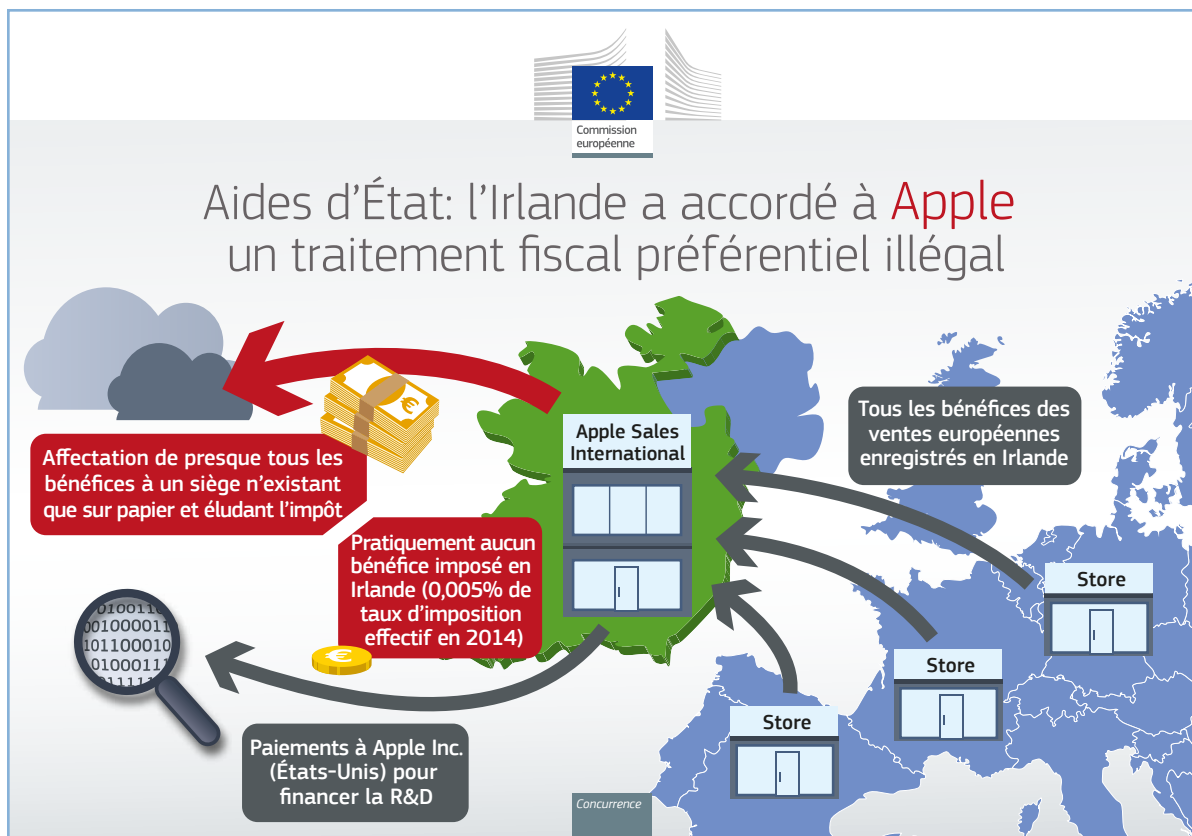 Commission
européenne
Aides d’État: l’Irlande a accordé à Apple
un traitement fiscal préférentiel illégal
Affectation de presque tous les
bénéfices à un siège n’existant
que sur papier et éludant l’impôt
Apple Sales
International
Tous les bénéfices des
ventes européennes
enregistrés en Irlande
Pratiquement aucun
bénéfice imposé en
Irlande (0,005% de
taux d’imposition
effectif en 2014)
Store
Store
Store
Paiements à Apple Inc.
(États-Unis) pour
financer la R&D
Concurrence